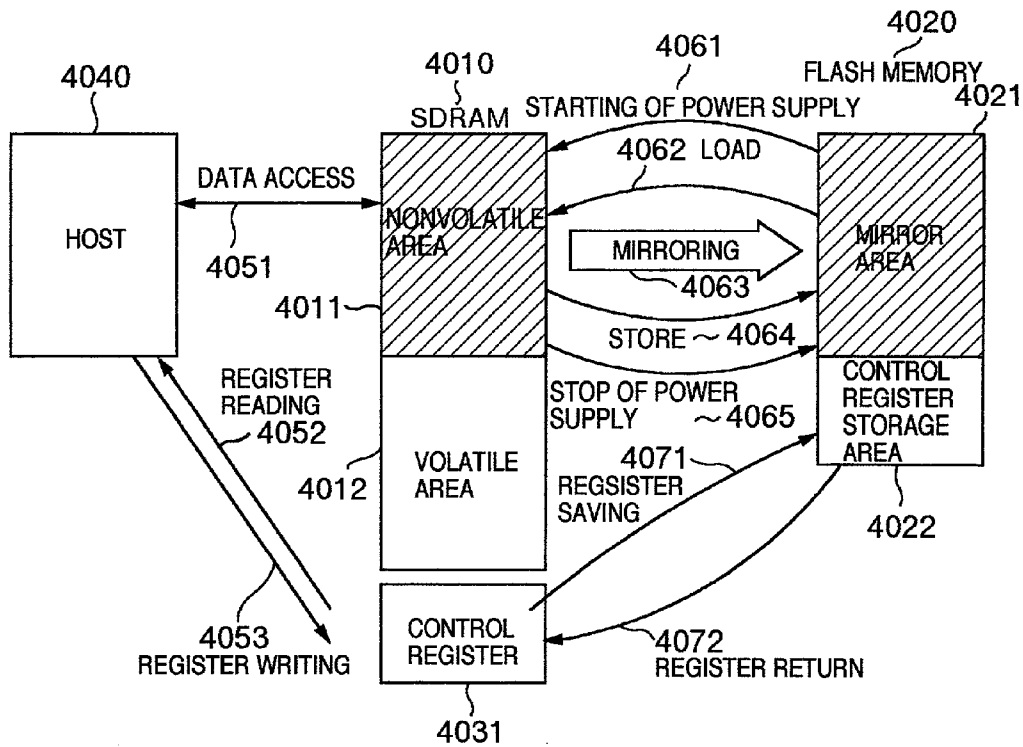 4020
4061
FLASH MEMORY
4040
4010
4021
SDRAM
STARTING OF POWER SUPPLY
4062 LOAD
DATA ACCESS
HOST
4051
NONVOLATILE
AREA
MIRRORING
4063
MIRROR
AREA
4011
STORE ~4064
REGISTER
READING
4052
STOP OF POWER
SUPPLY ~4065
CONTROL
REGISTER
STORAGE
AREA
4012
VOLATILE
AREA
4071
REGSISTER
SAVING
4022
4053
REGISTER WRITING
CONTROL
REGISTER
4072
REGISTER RETURN
4031